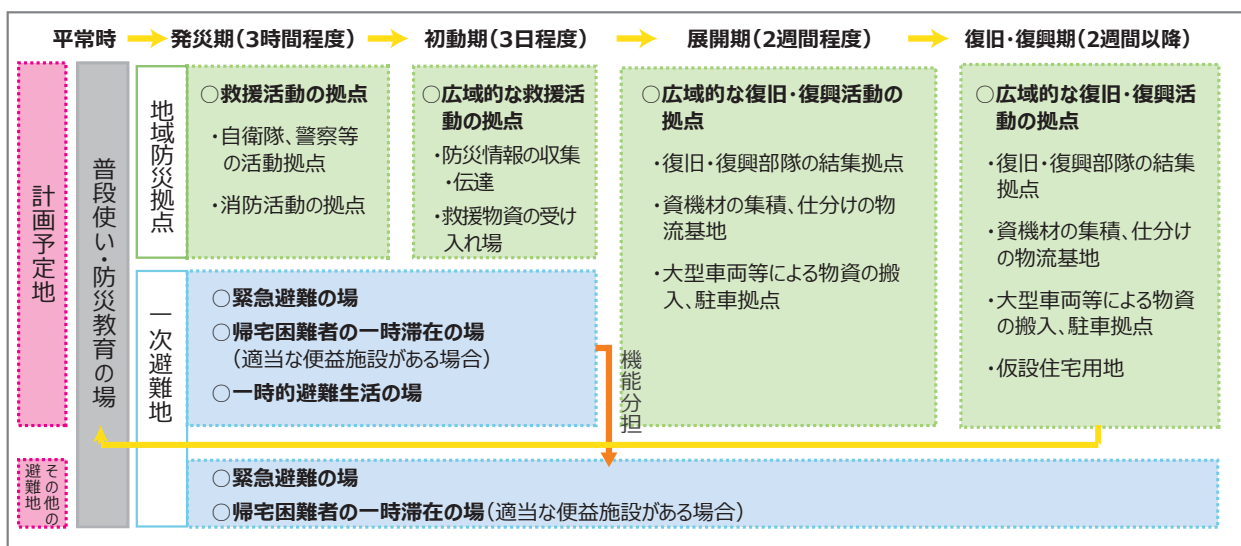 平常時
発災期（3時間程度）
初動期（3日程度）
展開期（2週間程度）
復旧・復興期（2週間以降）
計画予定地
普段使い・防災教育の場
地域防災拠点
○救援活動の拠点
・自衛隊、警察等
の活動拠点
・消防活動の拠点
○広域的な救援活
動の拠点
・防災情報の収集
・伝達
・救援物資の受け
入れ場
○広域的な復旧・復興活動の
拠点
・復旧・復興部隊の結集拠点
・資機材の集積、仕分けの物
流基地
・大型車両等による物資の搬
入、駐車拠点
○広域的な復旧・復興活
動の拠点
・復旧・復興部隊の結集
拠点
・資機材の集積、仕分け
の物流基地
・大型車両等による物資
の搬入、駐車拠点
・仮設住宅用地
一次避難地
○緊急避難の場
○帰宅困難者の一時滞在の場
（適当な便益施設がある場合）
○一時的避難生活の場
機能分担
その他の
避難地
○緊急避難の場
○帰宅困難者の一時滞在の場（適当な便益施設がある場合）